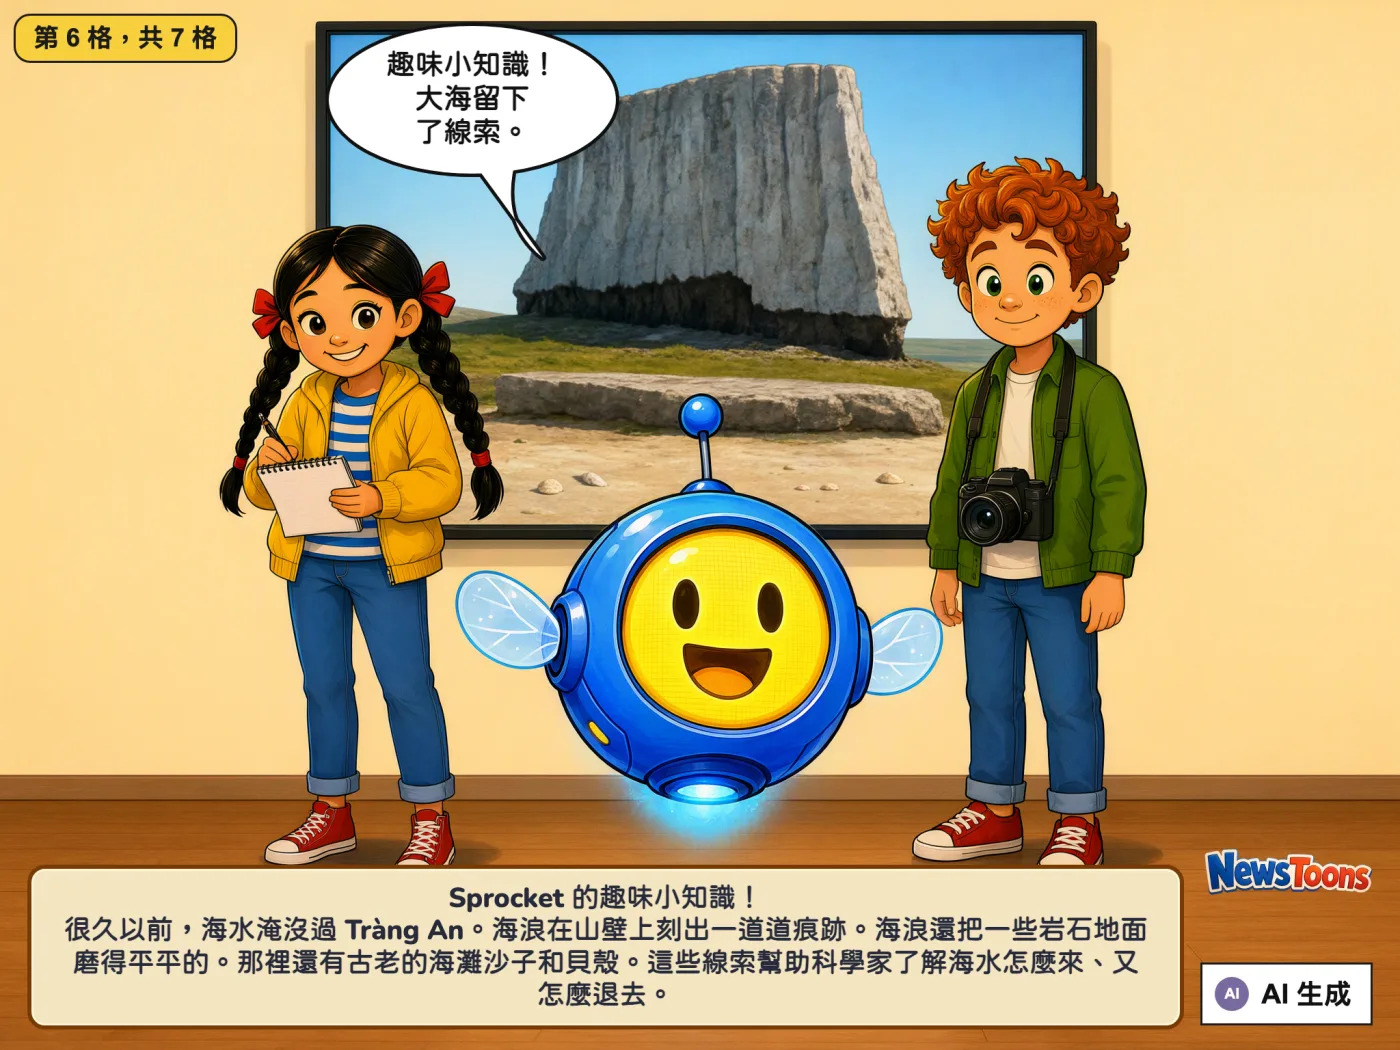 第 6 格，共 7 格
趣味小知識！
大海留下
了線索。
Sprocket 的趣味小知識！
很久以前，海水淹沒過 Tràng An。海浪在山壁上刻出一道道痕跡。海浪還把一些岩石地面
磨得平平的。那裡還有古老的海灘沙子和貝殼。這些線索幫助科學家了解海水怎麼來、又
怎麼退去。
NewsToons
AI AI 生成